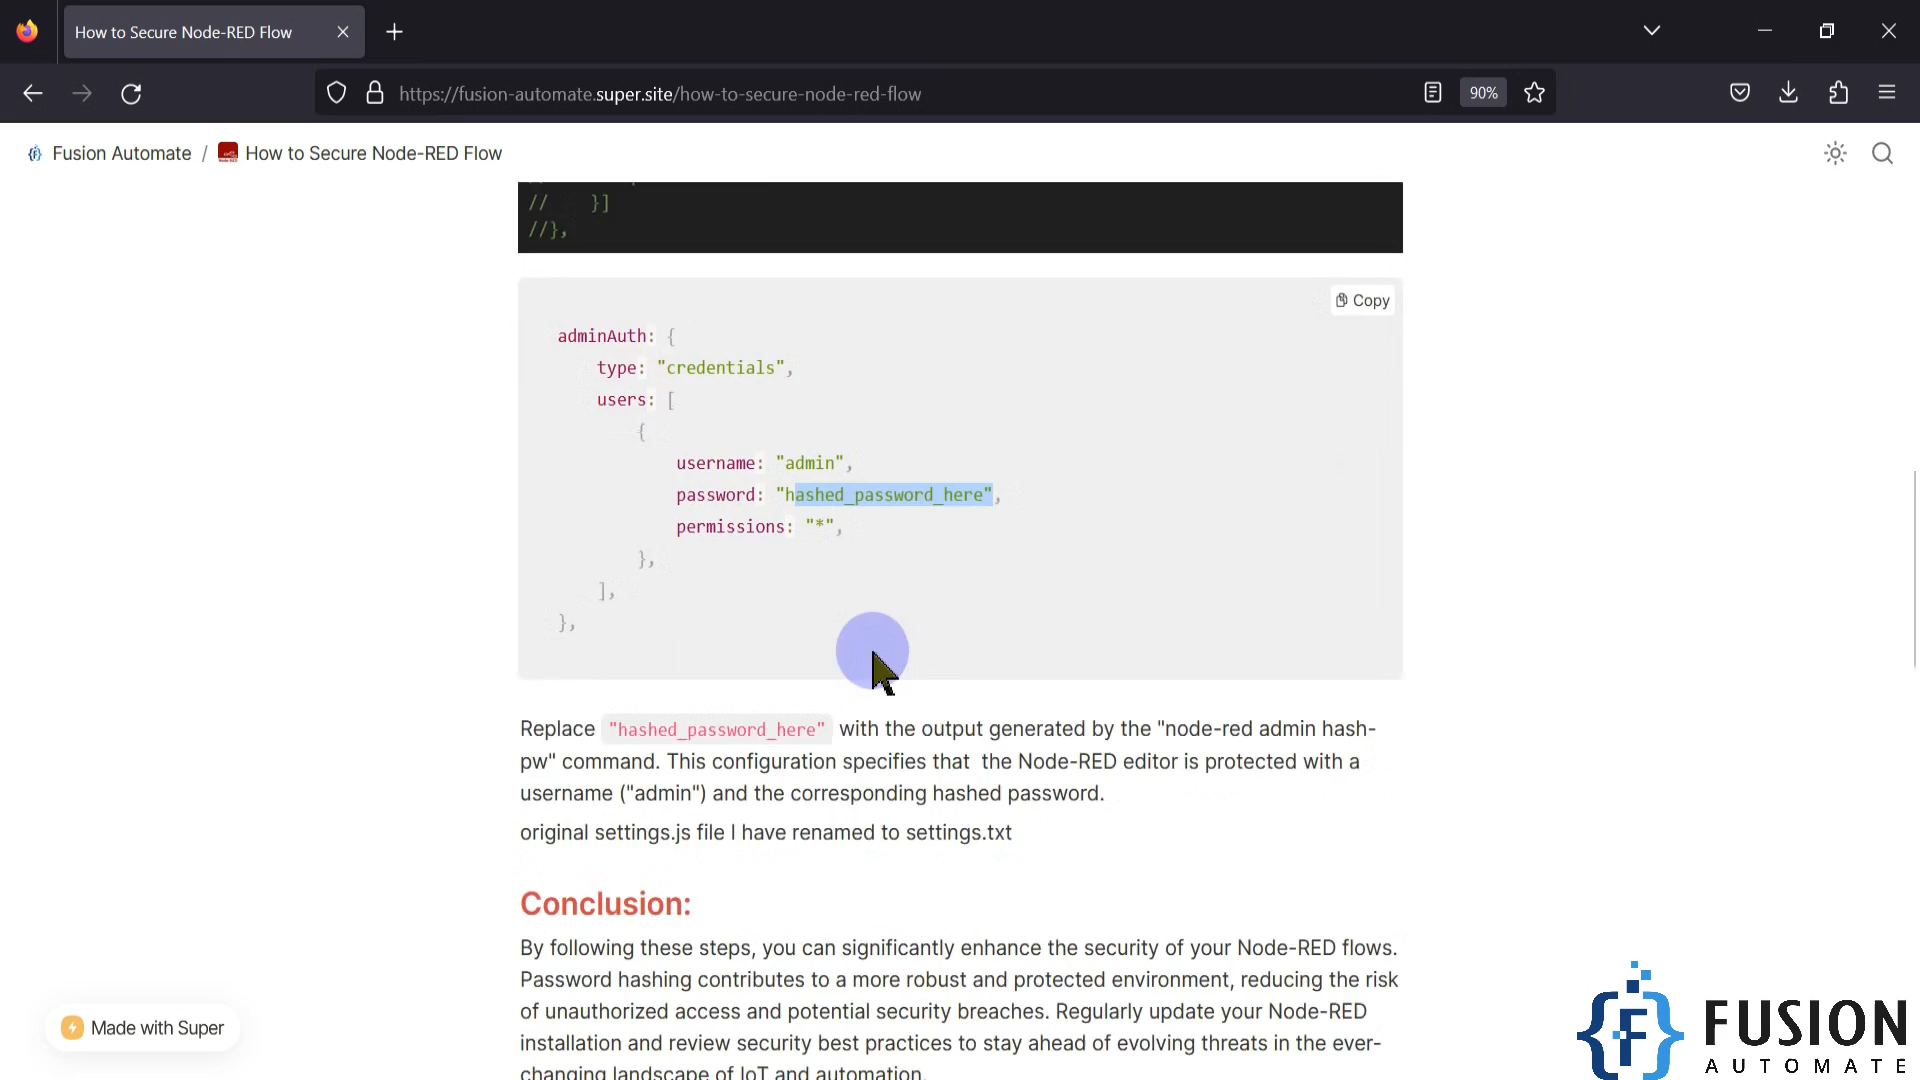 How to Secure Node-RED Flow
https://fusion-automate.super.site/how-to-secure-node-red-flow
90%
Fusion Automate / How to Secure Node-RED Flow
// }]
//},
Copy
adminAuth: {
type: "credentials",
users: [
{
username: "admin",
password: "hashed_password_here",
permissions: "*",
},
],
},
Replace "hashed_password_here" with the output generated by the "node-red admin hash-
pw" command. This configuration specifies that the Node-RED editor is protected with a
username ("admin") and the corresponding hashed password.
original settings.js file I have renamed to settings.txt
Conclusion:
By following these steps, you can significantly enhance the security of your Node-RED flows.
Password hashing contributes to a more robust and protected environment, reducing the risk
of unauthorized access and potential security breaches. Regularly update your Node-RED
installation and review security best practices to stay ahead of evolving threats in the ever-
changing landscape of IoT and automation.
Made with Super
F
FUSION
AUTOMATE